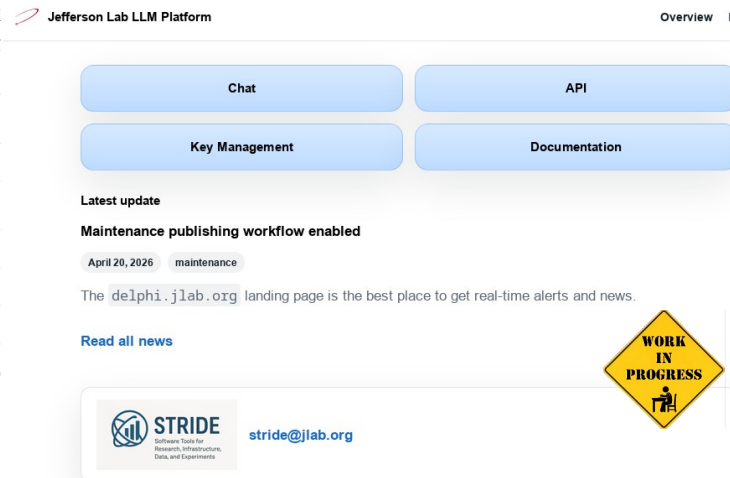 Jefferson Lab LLM Platform
Overview
Chat
API
Key Management
Documentation
Latest update
Maintenance publishing workflow enabled
April 20, 2026
maintenance
The delphi.jlab.org landing page is the best place to get real-time alerts and news.
Read all news
WORK
IN
PROGRESS
STRIDE
Software Tools for
Research, Infrastructure,
Data, and Experiments
stride@jlab.org